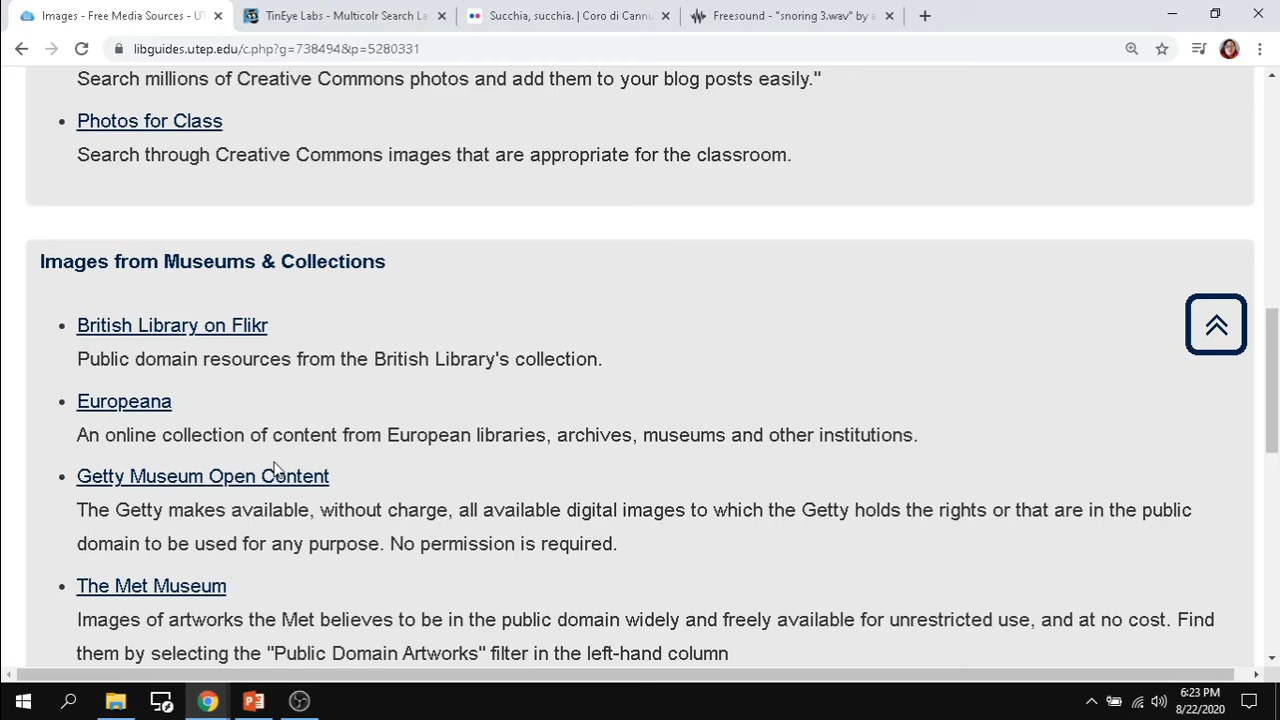 Images - Free Media Sources - UT
TinEye Labs - Multicolr Search La
Succhia, succhia. | Coro di Cannu
Freesound - "snoring 3.wav" by a
libguides.utep.edu/c.php?g=738494&p=5280331
Search millions of Creative Commons photos and add them to your blog posts easily."
• Photos for Class
Search through Creative Commons images that are appropriate for the classroom.
Images from Museums & Collections
• British Library on Flikr
Public domain resources from the British Library's collection.
• Europeana
An online collection of content from European libraries, archives, museums and other institutions.
• Getty Museum Open Content
The Getty makes available, without charge, all available digital images to which the Getty holds the rights or that are in the public
domain to be used for any purpose. No permission is required.
• The Met Museum
Images of artworks the Met believes to be in the public domain widely and freely available for unrestricted use, and at no cost. Find
them by selecting the "Public Domain Artworks" filter in the left-hand column
6:23 PM
8/22/2020